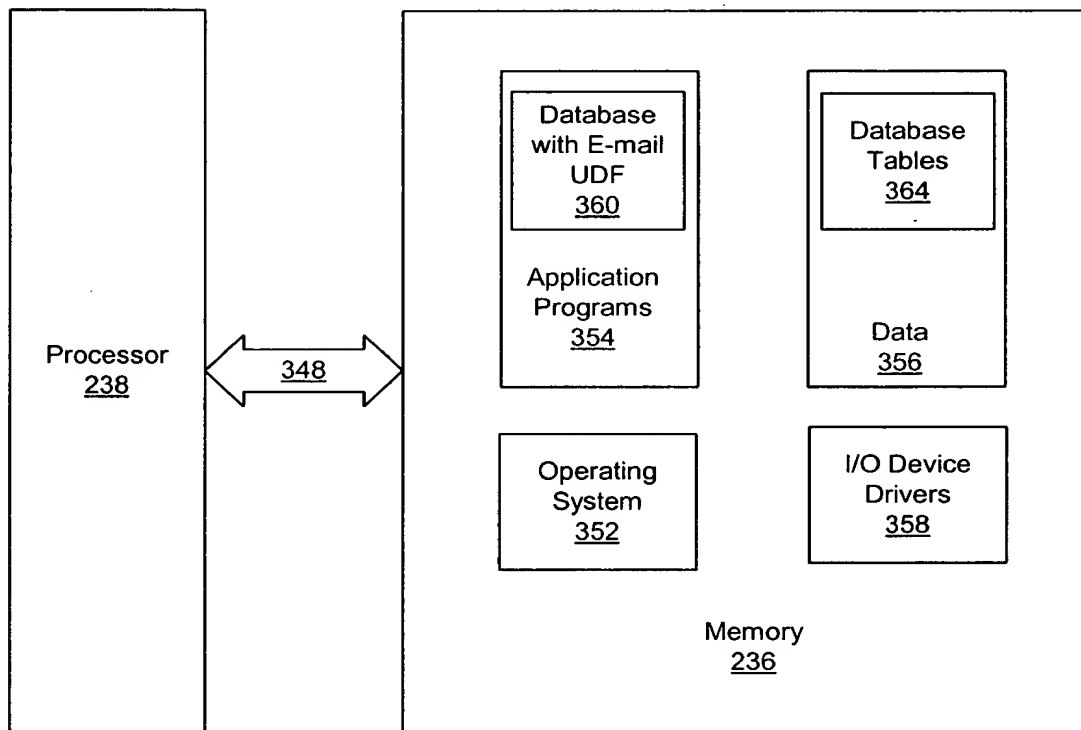 Processor
238
348
Database
with E-mail
UDF
360
Application
Programs
354
Database
Tables
364
Data
356
Operating
System
352
I/O Device
Drivers
358
Memory
236